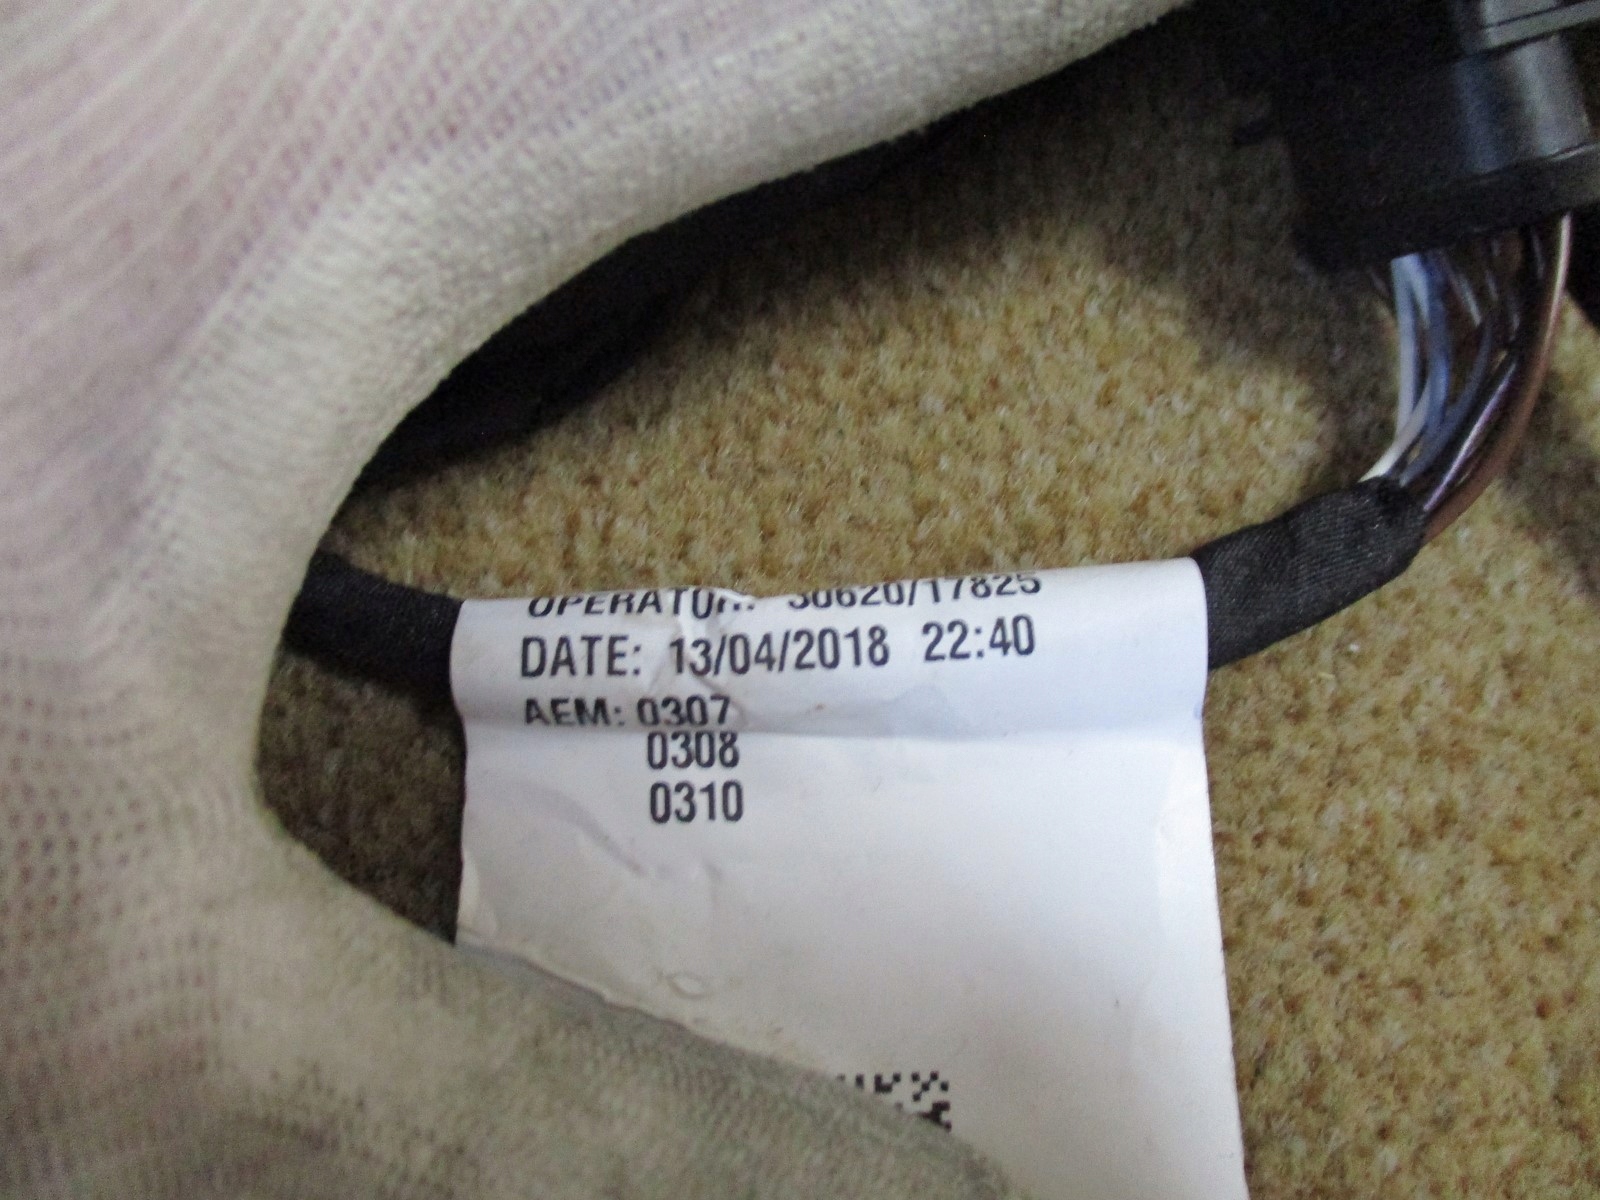 OPERATOR: 30620/17825
DATE: 13/04/2018 22:40
AEM: 0307
0308
0310